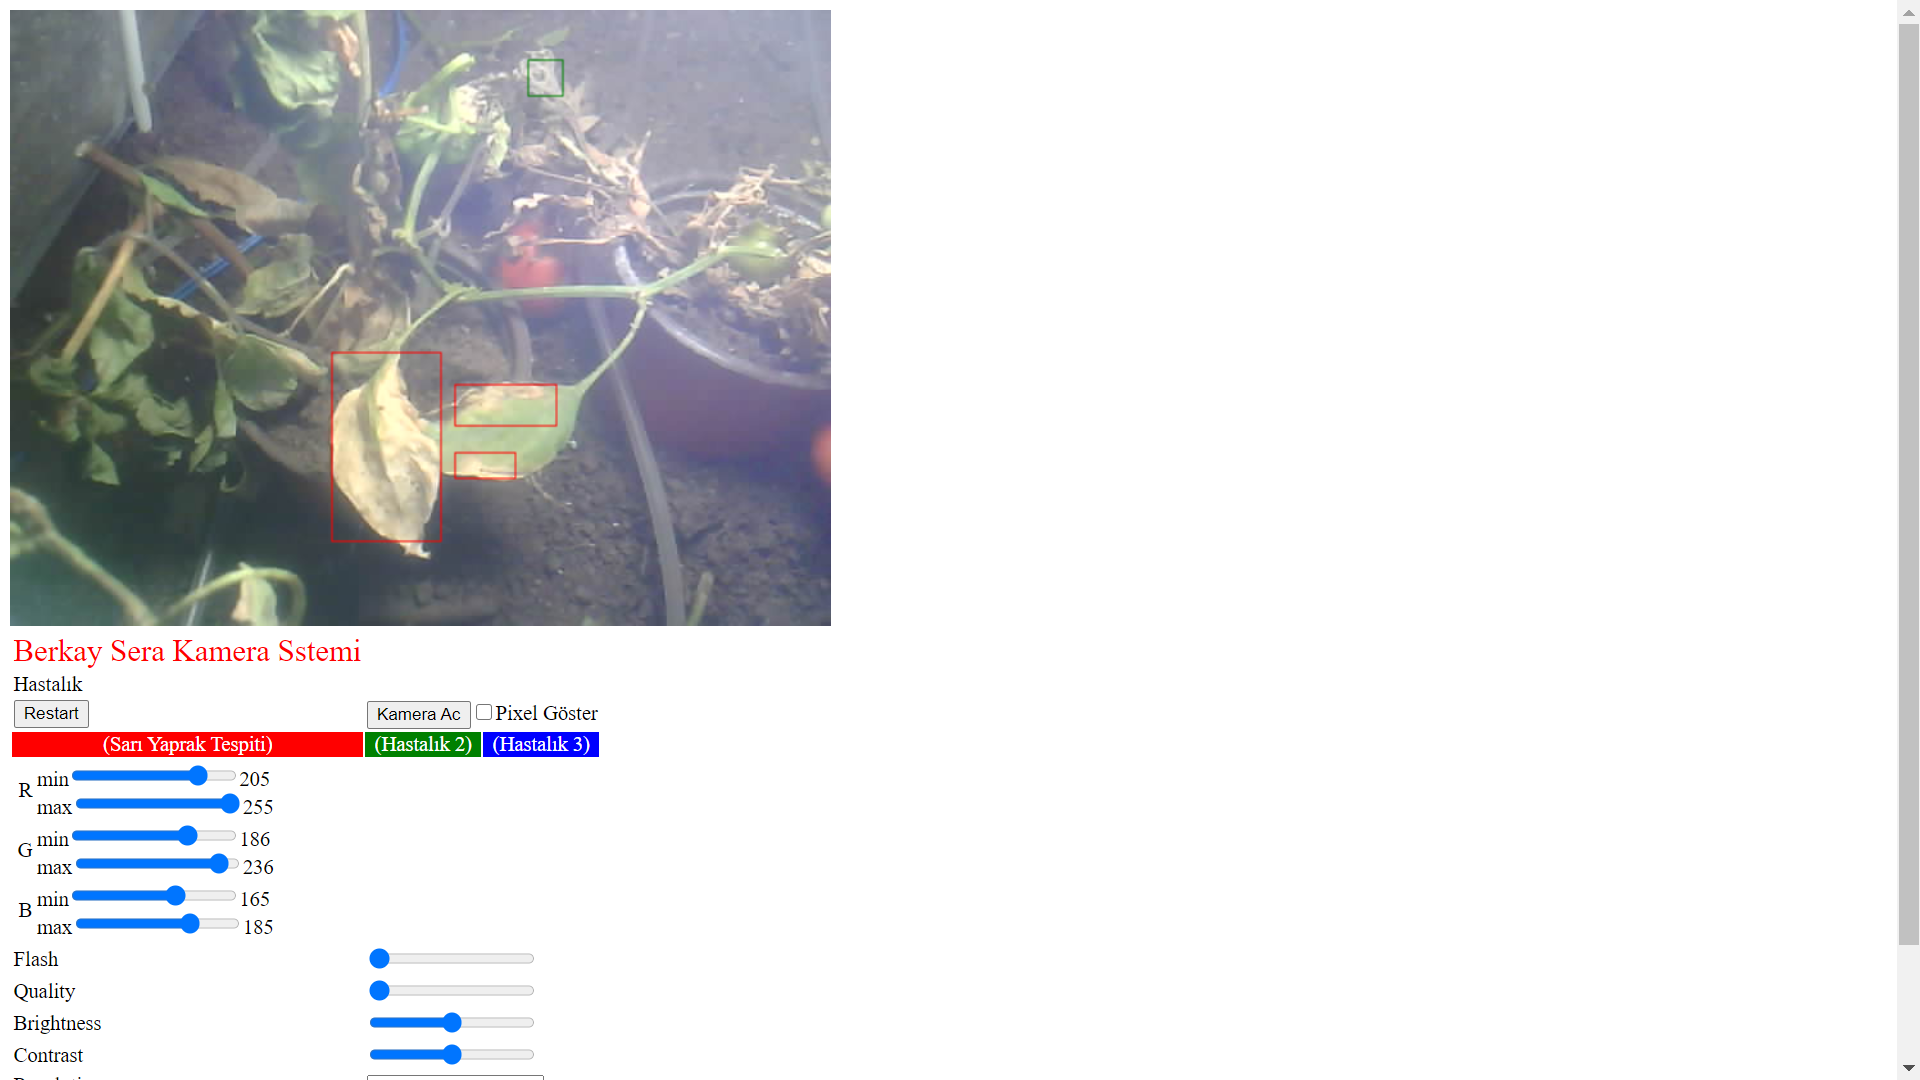 Berkay Sera Kamera Sstemi
Hastalık
Restart Kamera Ac Pixel Göster
(Sarı Yaprak Tespiti) (Hastalık 2) (Hastalık 3)
R min 205
max 255
G min 186
max 236
B min 165
max 185
Flash
Quality
Brightness
Contrast